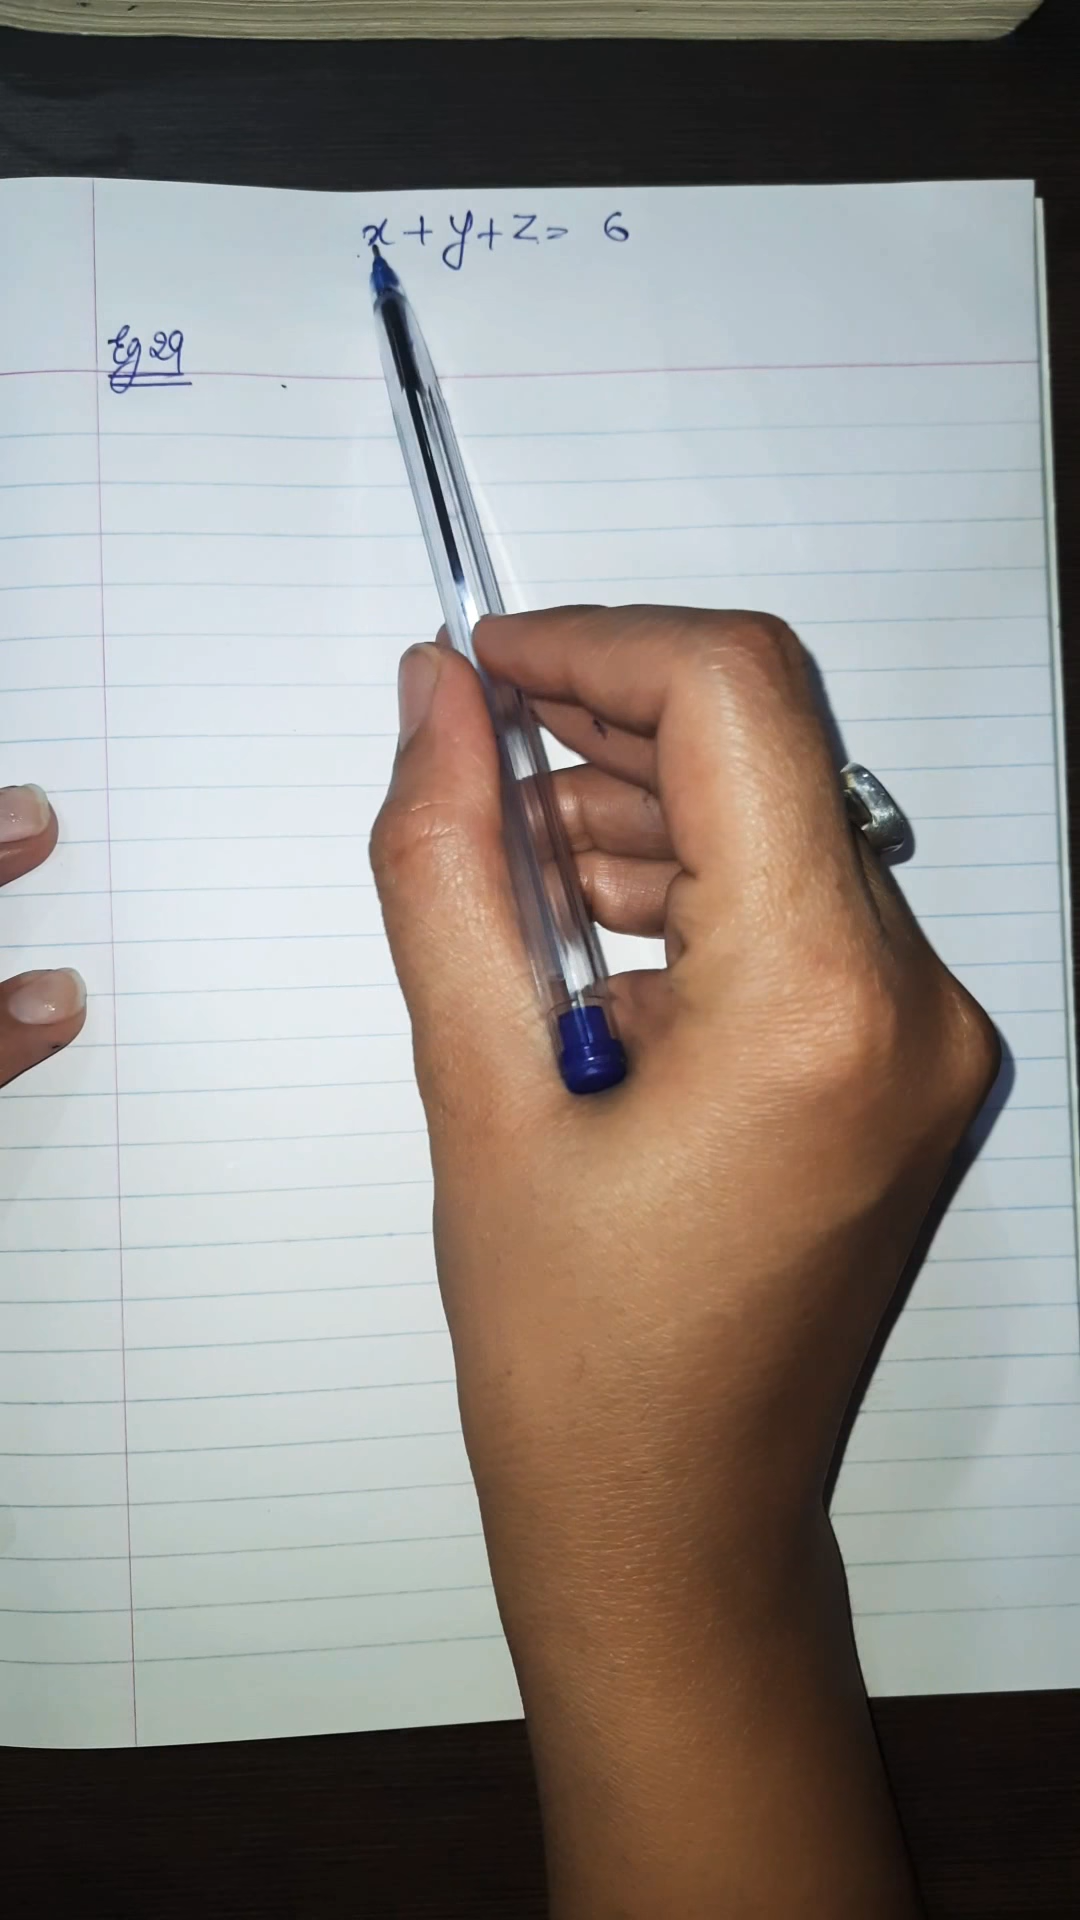 x + y + z = 6
Eg 29